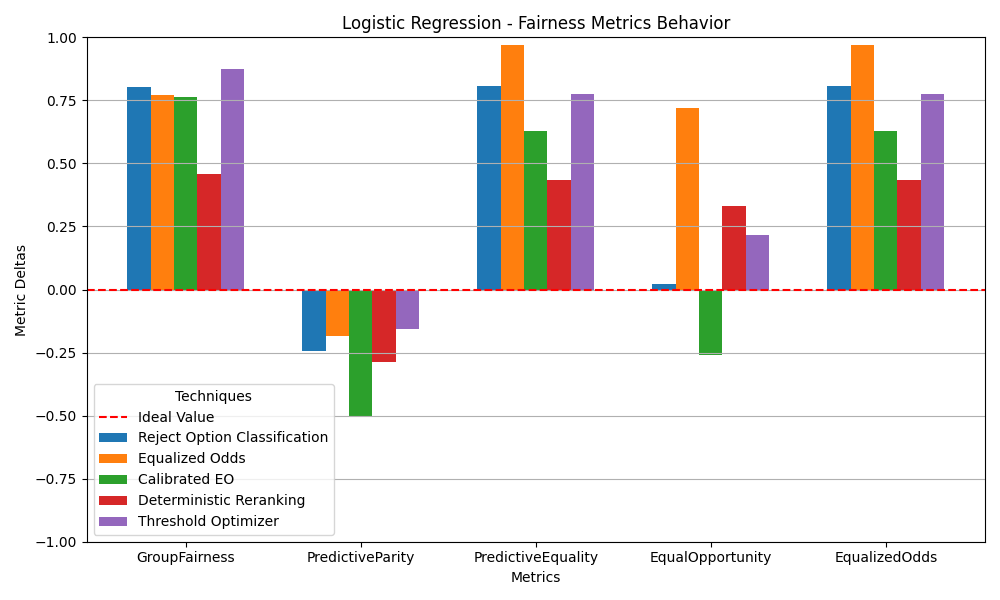 Logistic Regression - Fairness Metrics Behavior
1.00
0.75
0.50
0.25
0.00
−0.25
−0.50
−0.75
−1.00
Metric Deltas
Techniques
Ideal Value
Reject Option Classification
Equalized Odds
Calibrated EO
Deterministic Reranking
Threshold Optimizer
GroupFairness PredictiveParity PredictiveEquality EqualOpportunity EqualizedOdds
Metrics